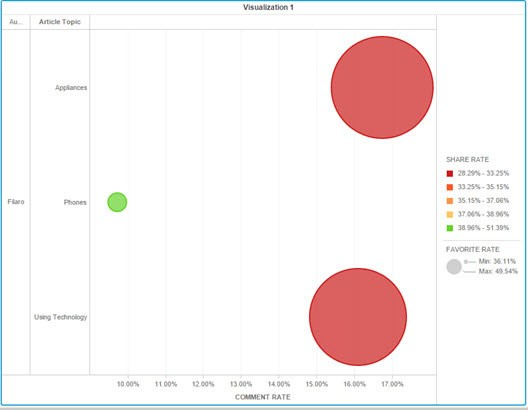 Visualization 1
Au... Article Topic
Appliances
Filaro Phones
Using Technology
10.00% 11.00% 12.00% 13.00% 14.00% 15.00% 16.00% 17.00%
COMMENT RATE
SHARE RATE
28.29% - 33.25%
33.25% - 35.15%
35.15% - 37.06%
37.06% - 38.96%
38.96% - 51.39%
FAVORITE RATE
Min: 36.11%
Max: 49.54%